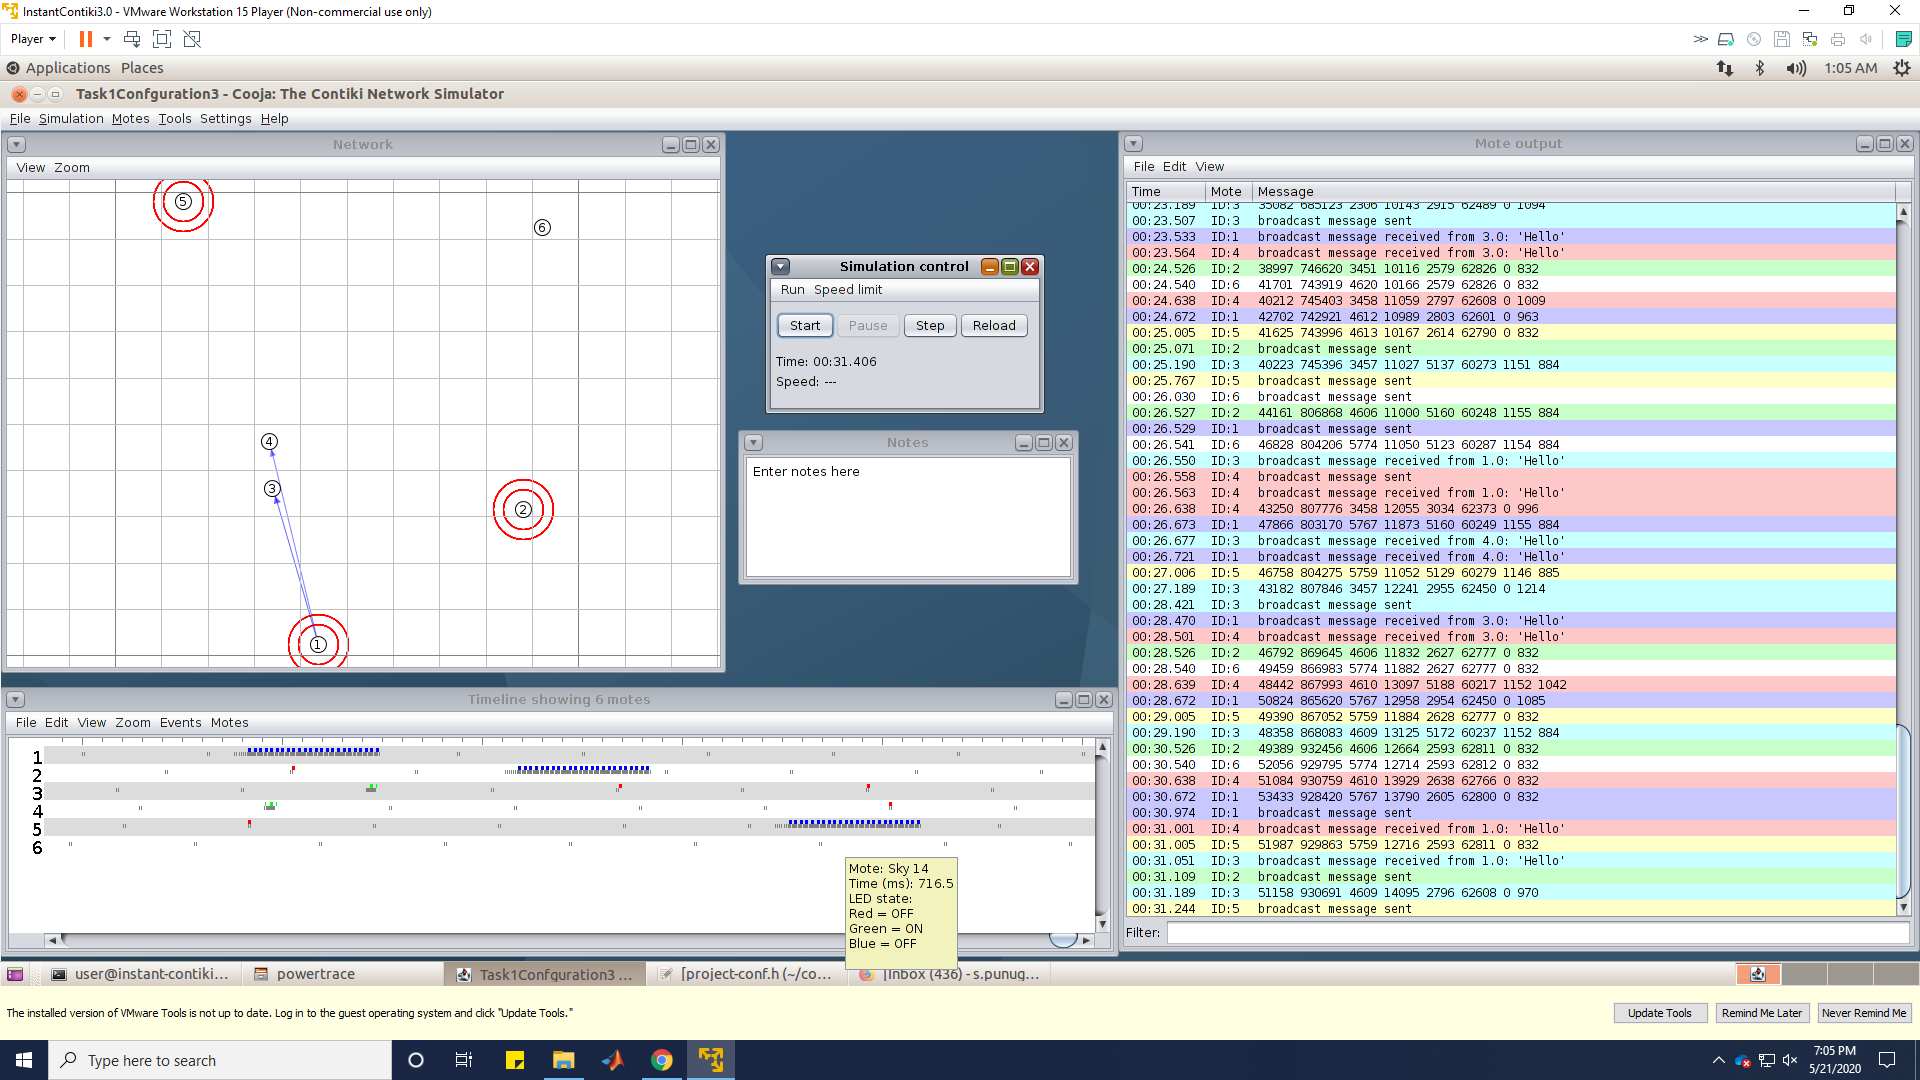 InstantContiki3.0 - VMware Workstation 15 Player (Non-commercial use only)
Player
Applications Places
1:05 AM
Task1Confguration3 - Cooja: The Contiki Network Simulator
File Simulation Motes Tools Settings Help
Network
View Zoom
5
6
4
3
2
1
Simulation control
Run Speed limit
Start Pause Step Reload
Time: 00:31.406
Speed: ---
Notes
Enter notes here
Timeline showing 6 motes
File Edit View Zoom Events Motes
1
2
3
4
5
6
Mote: Sky 14
Time (ms): 716.5
LED state:
Red = OFF
Green = ON
Blue = OFF
Mote output
File Edit View
Time Mote Message
00:23.189 ID:3 35082 685123 2306 10143 2915 62489 0 1094
00:23.507 ID:3 broadcast message sent
00:23.533 ID:1 broadcast message received from 3.0: 'Hello'
00:23.564 ID:4 broadcast message received from 3.0: 'Hello'
00:24.526 ID:2 38997 746620 3451 10116 2579 62826 0 832
00:24.540 ID:6 41701 743919 4620 10166 2579 62826 0 832
00:24.638 ID:4 40212 745403 3458 11059 2797 62608 0 1009
00:24.672 ID:1 42702 742921 4612 10989 2803 62601 0 963
00:25.005 ID:5 41625 743996 4613 10167 2614 62790 0 832
00:25.071 ID:2 broadcast message sent
00:25.190 ID:3 40223 745396 3457 11027 5137 60273 1151 884
00:25.767 ID:5 broadcast message sent
00:26.030 ID:6 broadcast message sent
00:26.527 ID:2 44161 806868 4606 11000 5160 60248 1155 884
00:26.529 ID:1 broadcast message sent
00:26.541 ID:6 46828 804206 5774 11050 5123 60287 1154 884
00:26.550 ID:3 broadcast message received from 1.0: 'Hello'
00:26.558 ID:4 broadcast message sent
00:26.563 ID:4 broadcast message received from 1.0: 'Hello'
00:26.638 ID:4 43250 807776 3458 12055 3034 62373 0 996
00:26.673 ID:1 47866 803170 5767 11873 5160 60249 1155 884
00:26.677 ID:3 broadcast message received from 4.0: 'Hello'
00:26.721 ID:1 broadcast message received from 4.0: 'Hello'
00:27.006 ID:5 46758 804275 5759 11052 5129 60279 1146 885
00:27.189 ID:3 43182 807846 3457 12241 2955 62450 0 1214
00:28.421 ID:3 broadcast message sent
00:28.470 ID:1 broadcast message received from 3.0: 'Hello'
00:28.501 ID:4 broadcast message received from 3.0: 'Hello'
00:28.526 ID:2 46792 869645 4606 11832 2627 62777 0 832
00:28.540 ID:6 49459 866983 5774 11882 2627 62777 0 832
00:28.639 ID:4 48442 867993 4610 13097 5188 60217 1152 1042
00:28.672 ID:1 50824 865620 5767 12958 2954 62450 0 1085
00:29.005 ID:5 49390 867052 5759 11884 2628 62777 0 832
00:29.190 ID:3 48358 868083 4609 13125 5172 60237 1152 884
00:30.526 ID:2 49389 932456 4606 12664 2593 62811 0 832
00:30.540 ID:6 52056 929795 5774 12714 2593 62812 0 832
00:30.638 ID:4 51084 930759 4610 13929 2638 62766 0 832
00:30.672 ID:1 53433 928420 5767 13790 2605 62800 0 832
00:30.974 ID:1 broadcast message sent
00:31.001 ID:4 broadcast message received from 1.0: 'Hello'
00:31.005 ID:5 51987 929863 5759 12716 2593 62811 0 832
00:31.051 ID:3 broadcast message received from 1.0: 'Hello'
00:31.109 ID:2 broadcast message sent
00:31.189 ID:3 51158 930691 4609 14095 2796 62608 0 970
00:31.244 ID:5 broadcast message sent
Filter:
user@instant-contiki... powertrace Task1Confguration3 ... [project-conf.h (~/co... [Inbox (436) - s.punug...
The installed version of VMware Tools is not up to date. Log in to the guest operating system and click "Update Tools."
Update Tools Remind Me Later Never Remind Me
Type here to search
7:05 PM
5/21/2020